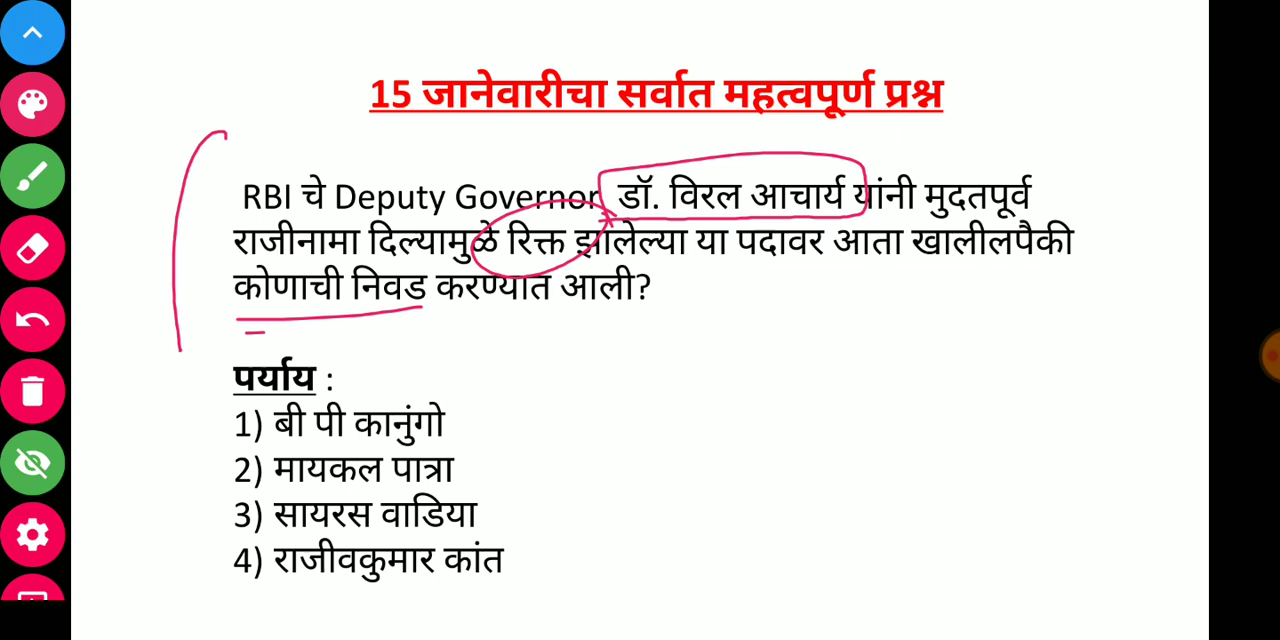 15 जानेवारीचा सर्वात महत्वपूर्ण प्रश्न
RBI चे Deputy Governor डॉ. विरल आचार्य यांनी मुदतपूर्व
राजीनामा दिल्यामुळे रिक्त झालेल्या या पदावर आता खालीलपैकी
कोणाची निवड करण्यात आली?
पर्याय :
1) बी पी कानुंगो
2) मायकल पात्रा
3) सायरस वाडिया
4) राजीवकुमार कांत